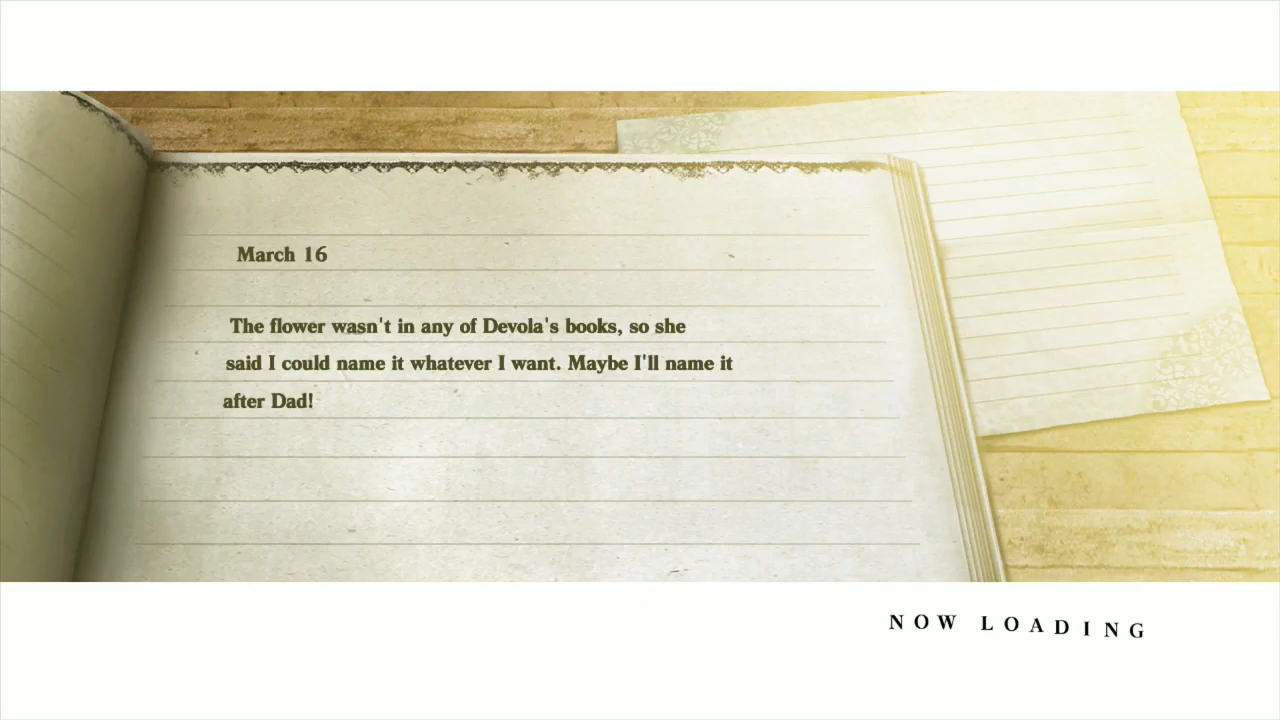 March 16
The flower wasn't in any of Devola's books, so she
said I could name it whatever I want. Maybe I'll name it
after Dad!
NOW LOADING